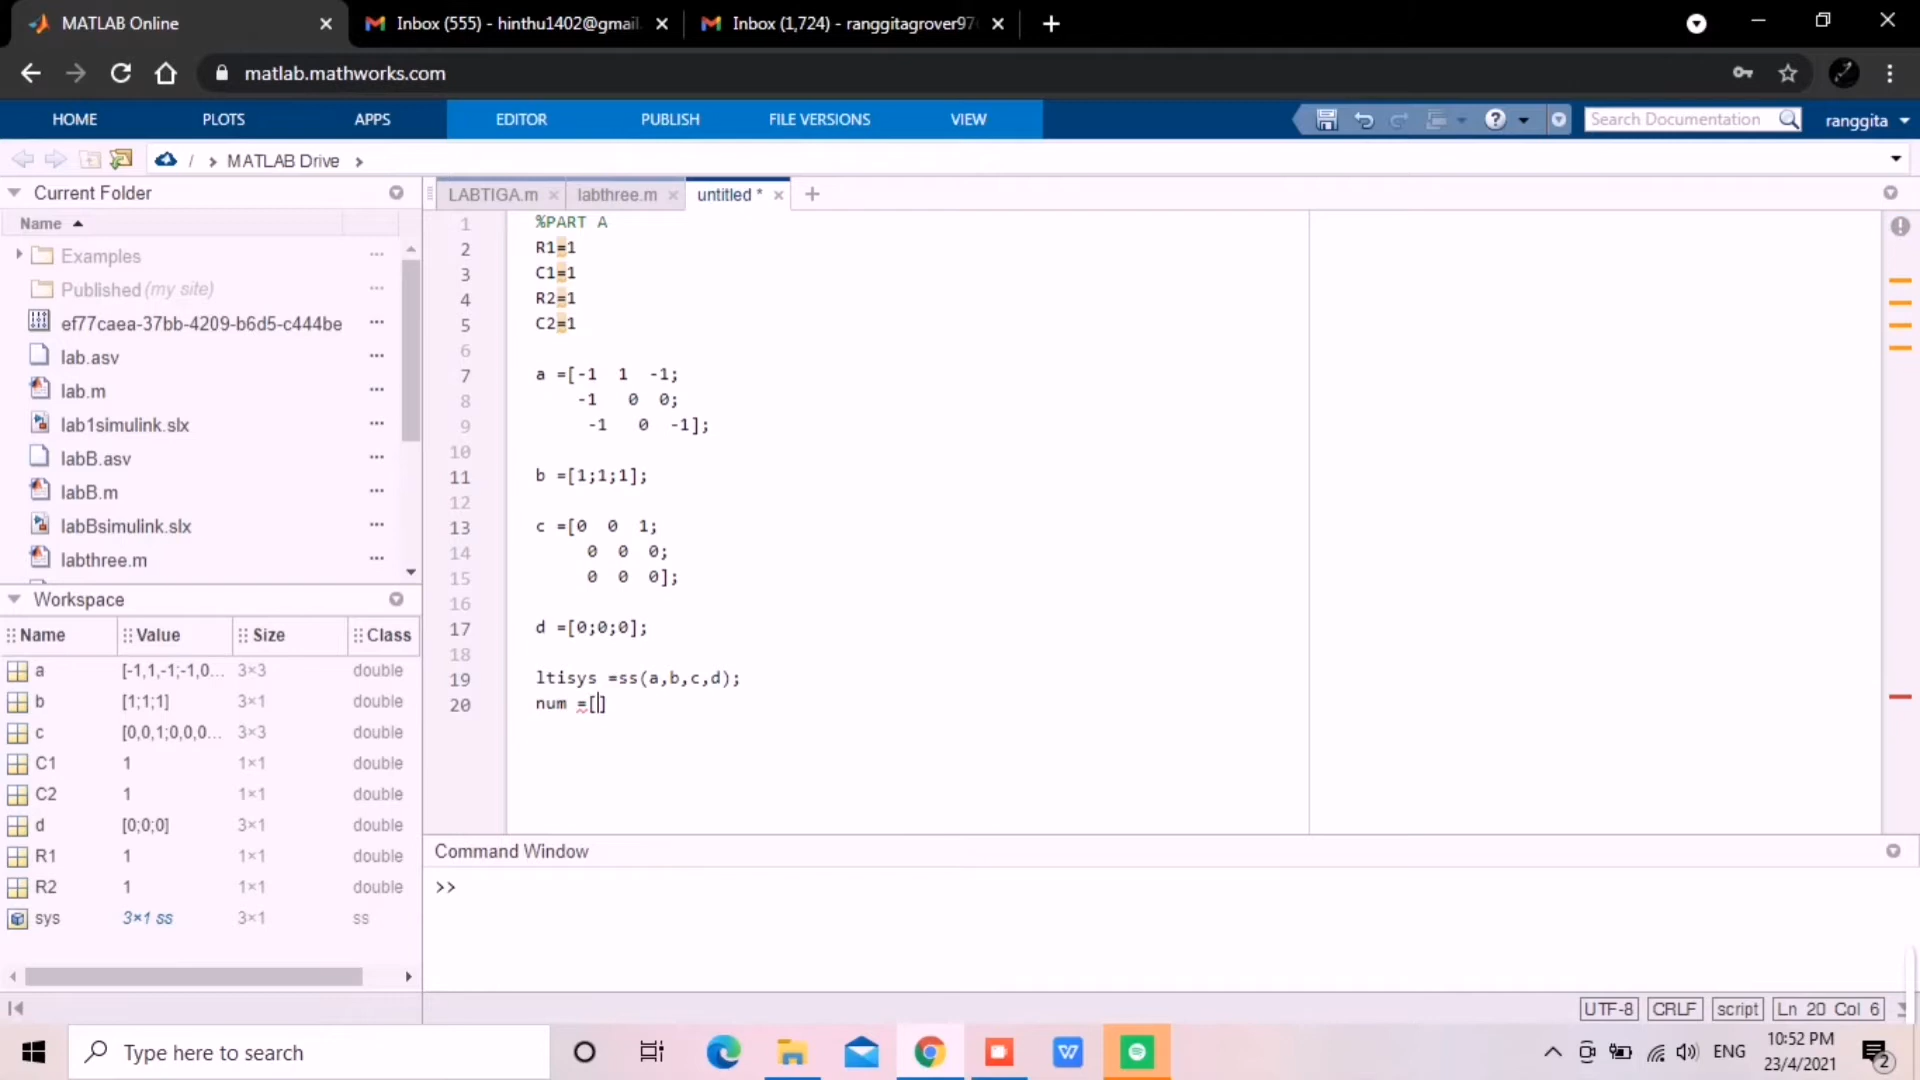 MATLAB Online
Inbox (555) - hinthu1402@gmail.
Inbox (1,724) - ranggitagrover97
matlab.mathworks.com
HOME PLOTS APPS EDITOR PUBLISH FILE VERSIONS VIEW
Search Documentation
ranggita
/ > MATLAB Drive >
Current Folder
Name
Examples
Published (my site)
ef77caea-37bb-4209-b6d5-c444be
lab.asv
lab.m
lab1simulink.slx
labB.asv
labB.m
labBsimulink.slx
labthree.m
Workspace
Name Value Size Class
a [-1,1,-1;-1,0... 3×3 double
b [1;1;1] 3×1 double
c [0,0,1;0,0,0... 3×3 double
C1 1 1×1 double
C2 1 1×1 double
d [0;0;0] 3×1 double
R1 1 1×1 double
R2 1 1×1 double
sys 3×1 ss 3×1 ss
LABTIGA.m labthree.m untitled *
1 %PART A
2 R1=1
3 C1=1
4 R2=1
5 C2=1
6
7 a =[-1 1 -1;
8 -1 0 0;
9 -1 0 -1];
10
11 b =[1;1;1];
12
13 c =[0 0 1;
14 0 0 0;
15 0 0 0];
16
17 d =[0;0;0];
18
19 ltisys =ss(a,b,c,d);
20 num =[]
Command Window
>>
UTF-8 CRLF script Ln 20 Col 6
Type here to search
ENG
10:52 PM
23/4/2021
2